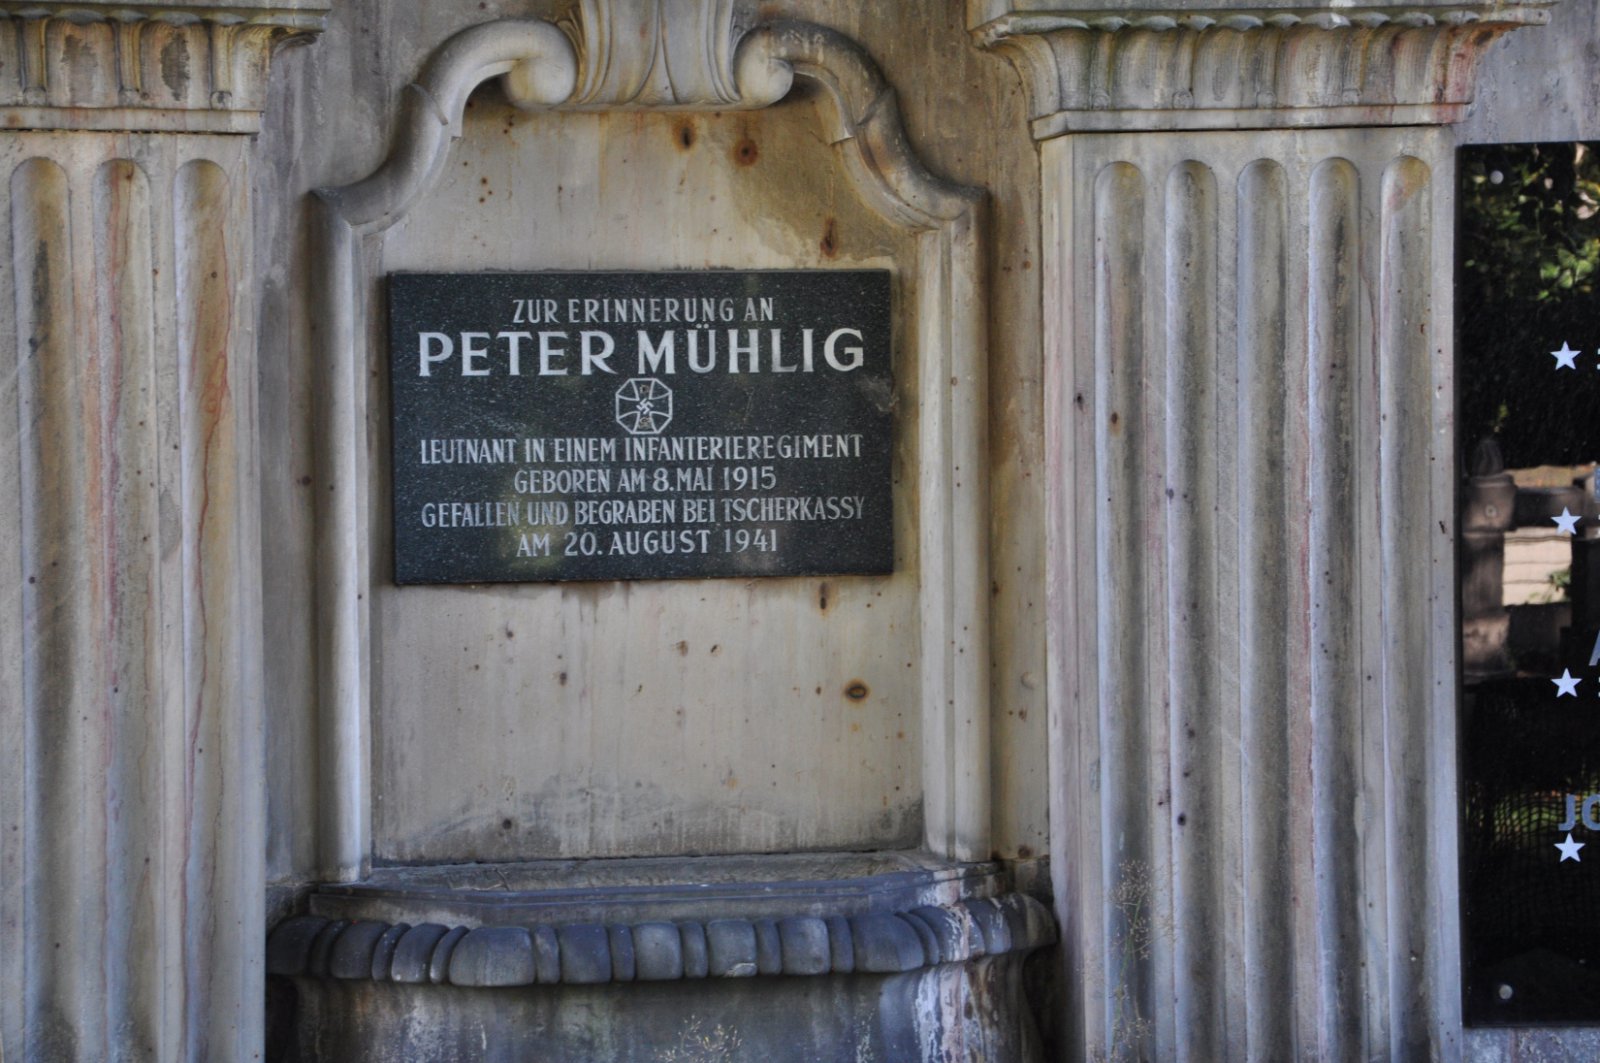 ZUR ERINNERUNG AN
PETER MÜHLIG
LEUTNANT IN EINEM INFANTERIEREGIMENT
GEBOREN AM 8. MAI 1915
GEFALLEN UND BEGRABEN BEI TSCHERKASSY
AM 20. AUGUST 1941